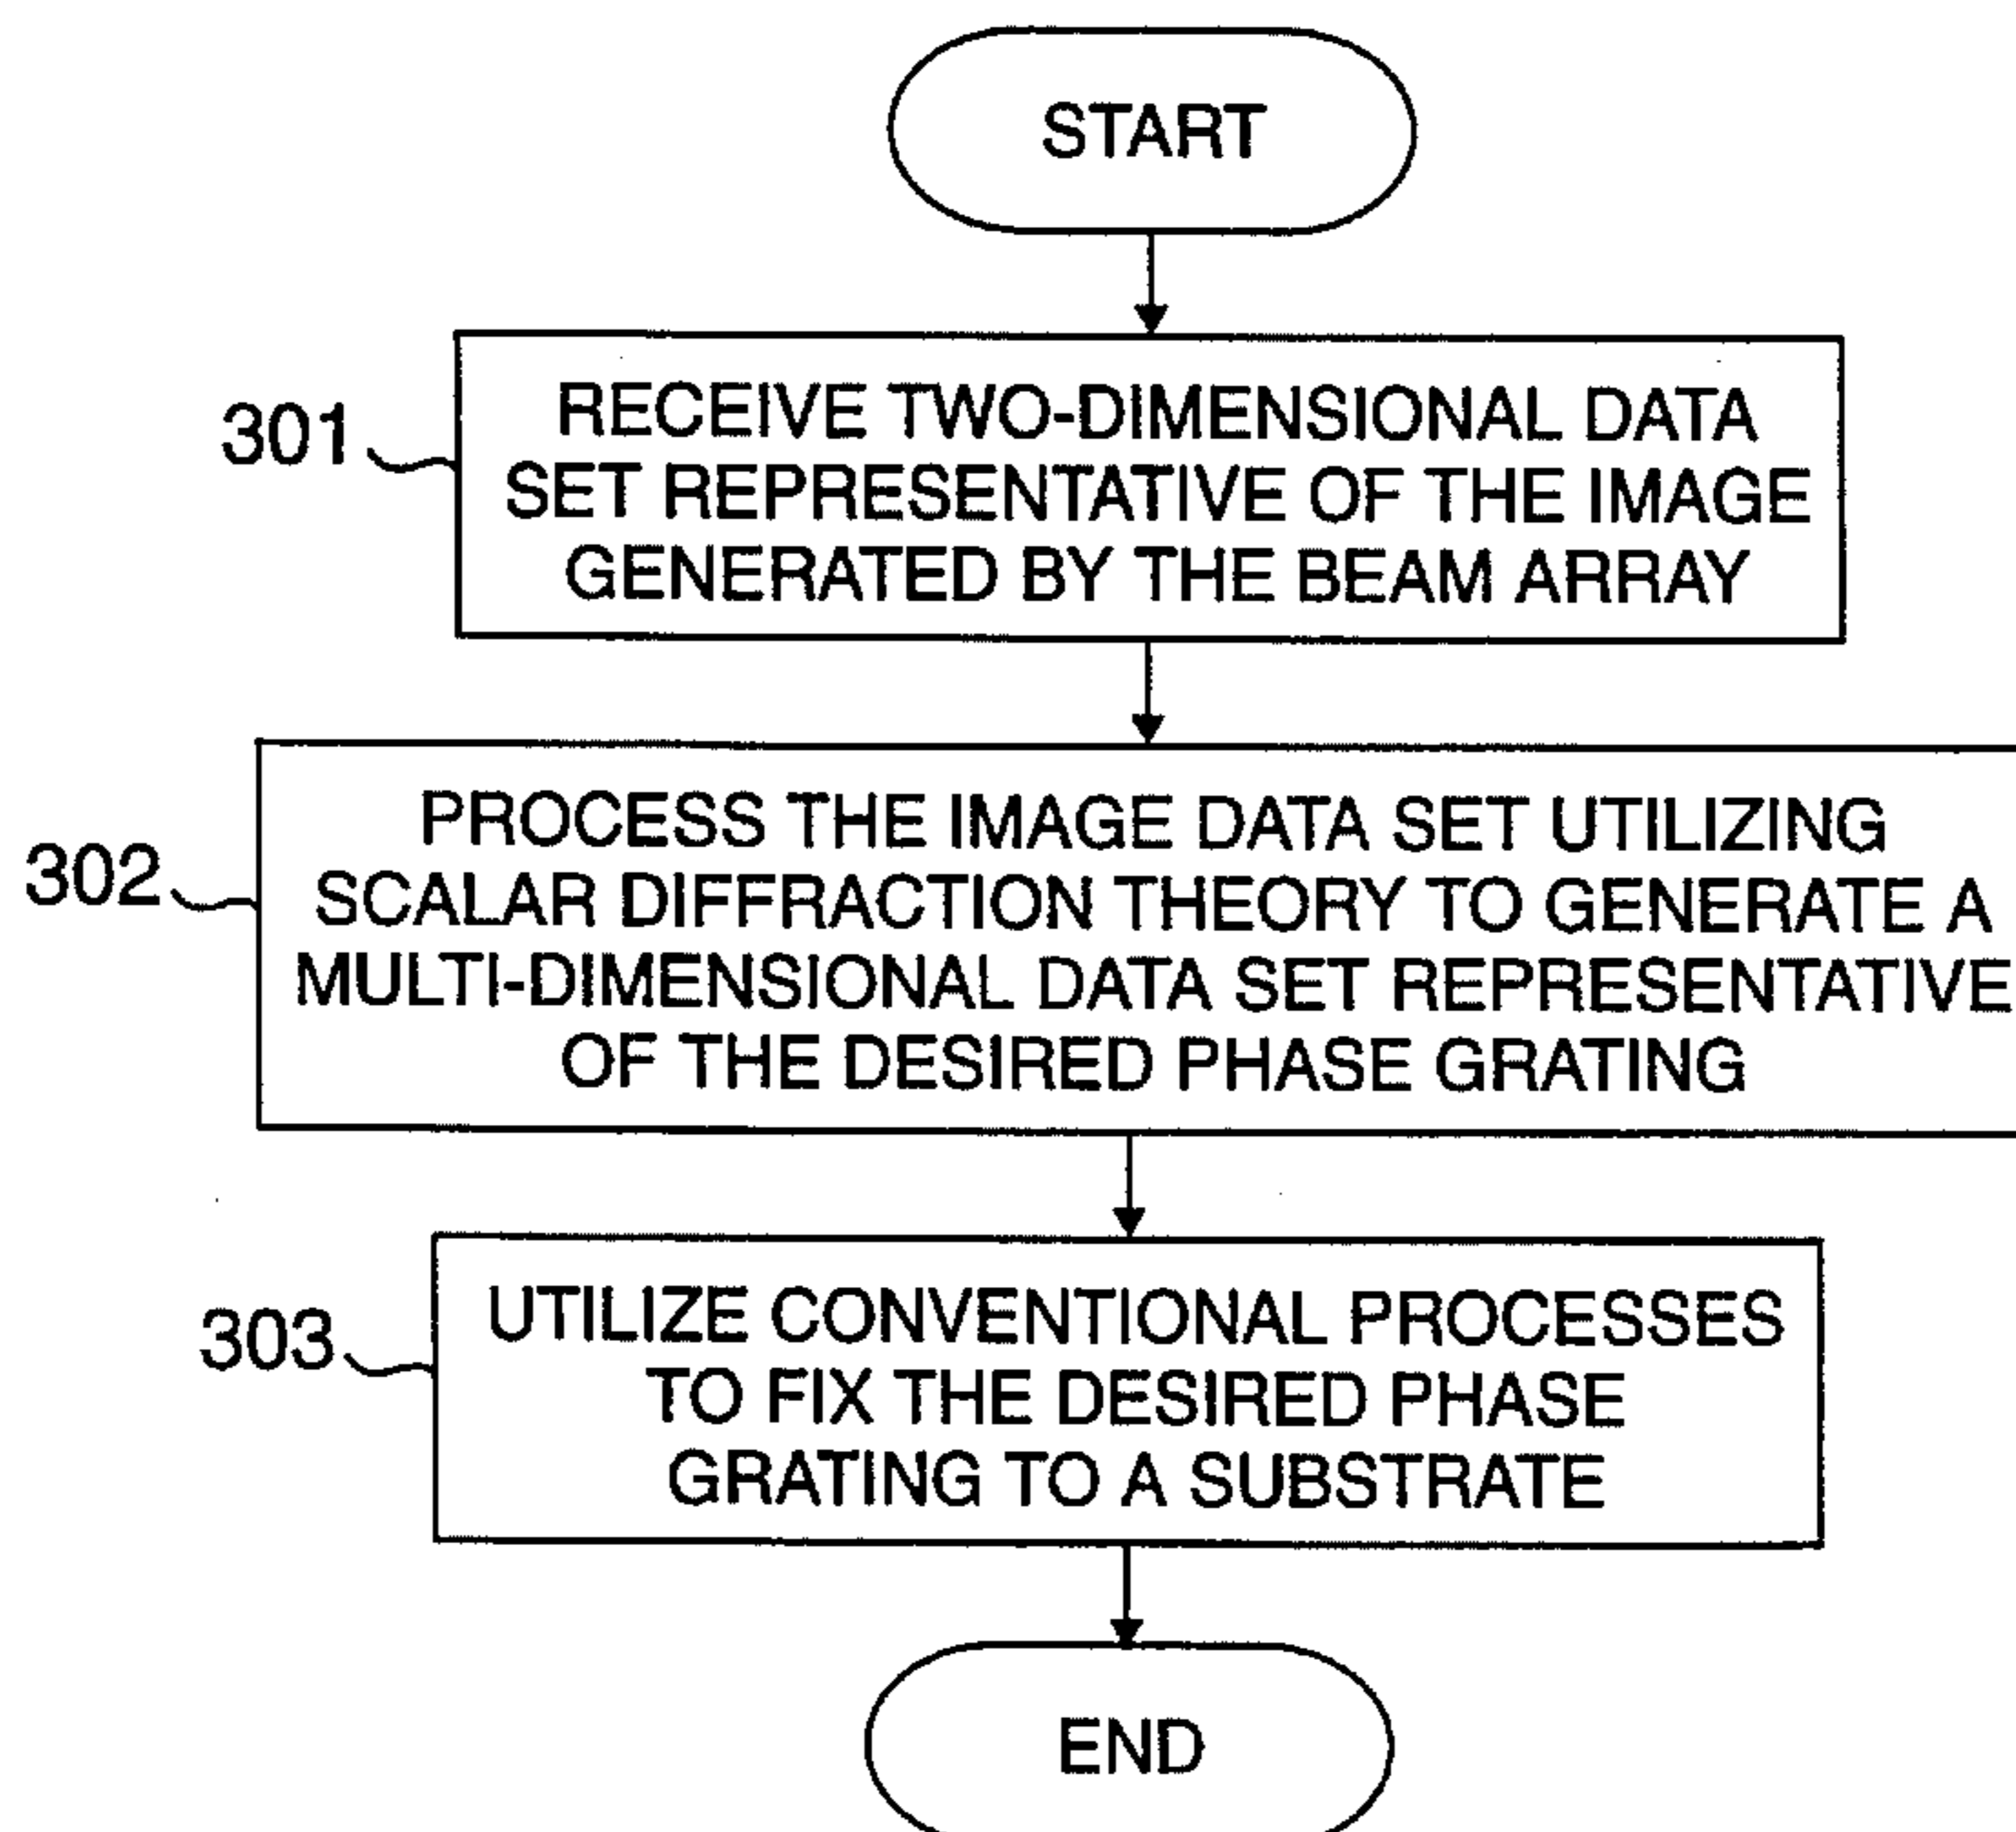 START
301
RECEIVE TWO-DIMENSIONAL DATA
SET REPRESENTATIVE OF THE IMAGE
GENERATED BY THE BEAM ARRAY
302
PROCESS THE IMAGE DATA SET UTILIZING
SCALAR DIFFRACTION THEORY TO GENERATE A
MULTI-DIMENSIONAL DATA SET REPRESENTATIVE
OF THE DESIRED PHASE GRATING
303
UTILIZE CONVENTIONAL PROCESSES
TO FIX THE DESIRED PHASE
GRATING TO A SUBSTRATE
END